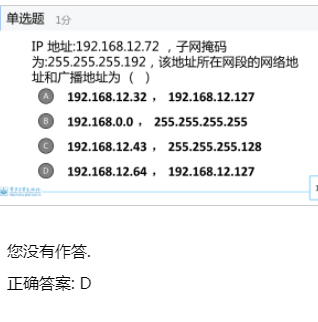 单选题 1分
IP 地址:192.168.12.72 ，子网掩码
为:255.255.255.192，该地址所在网段的网络地
址和广播地址为（ ）
A 192.168.12.32 ， 192.168.12.127
B 192.168.0.0 ， 255.255.255.255
C 192.168.12.43 ， 255.255.255.128
D 192.168.12.64 ， 192.168.12.127
1
您没有作答.
正确答案: D